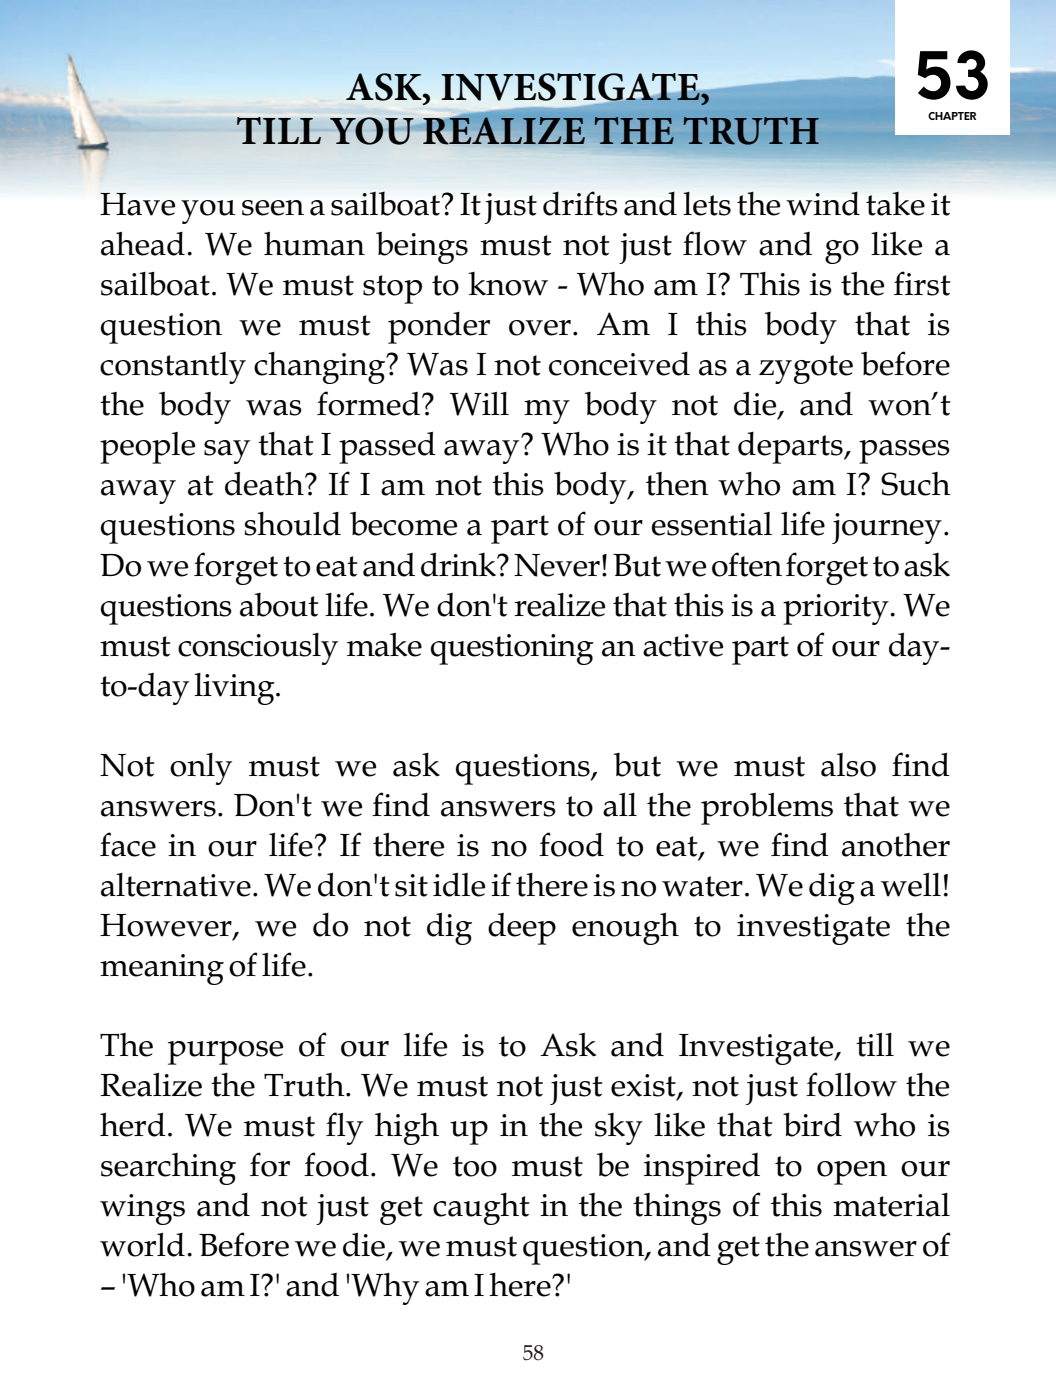 53
CHAPTER
ASK, INVESTIGATE,
TILL YOU REALIZE THE TRUTH
Have you seen a sailboat? It just drifts and lets the wind take it
ahead. We human beings must not just flow and go like a
sailboat. We must stop to know - Who am I? This is the first
question we must ponder over. Am I this body that is
constantly changing? Was I not conceived as a zygote before
the body was formed? Will my body not die, and won’t
people say that I passed away? Who is it that departs, passes
away at death? If I am not this body, then who am I? Such
questions should become a part of our essential life journey.
Do we forget to eat and drink? Never! But we often forget to ask
questions about life. We don't realize that this is a priority. We
must consciously make questioning an active part of our day-
to-day living.
Not only must we ask questions, but we must also find
answers. Don't we find answers to all the problems that we
face in our life? If there is no food to eat, we find another
alternative. We don't sit idle if there is no water. We dig a well!
However, we do not dig deep enough to investigate the
meaning of life.
The purpose of our life is to Ask and Investigate, till we
Realize the Truth. We must not just exist, not just follow the
herd. We must fly high up in the sky like that bird who is
searching for food. We too must be inspired to open our
wings and not just get caught in the things of this material
world. Before we die, we must question, and get the answer of
– 'Who am I?' and 'Why am I here?'
58